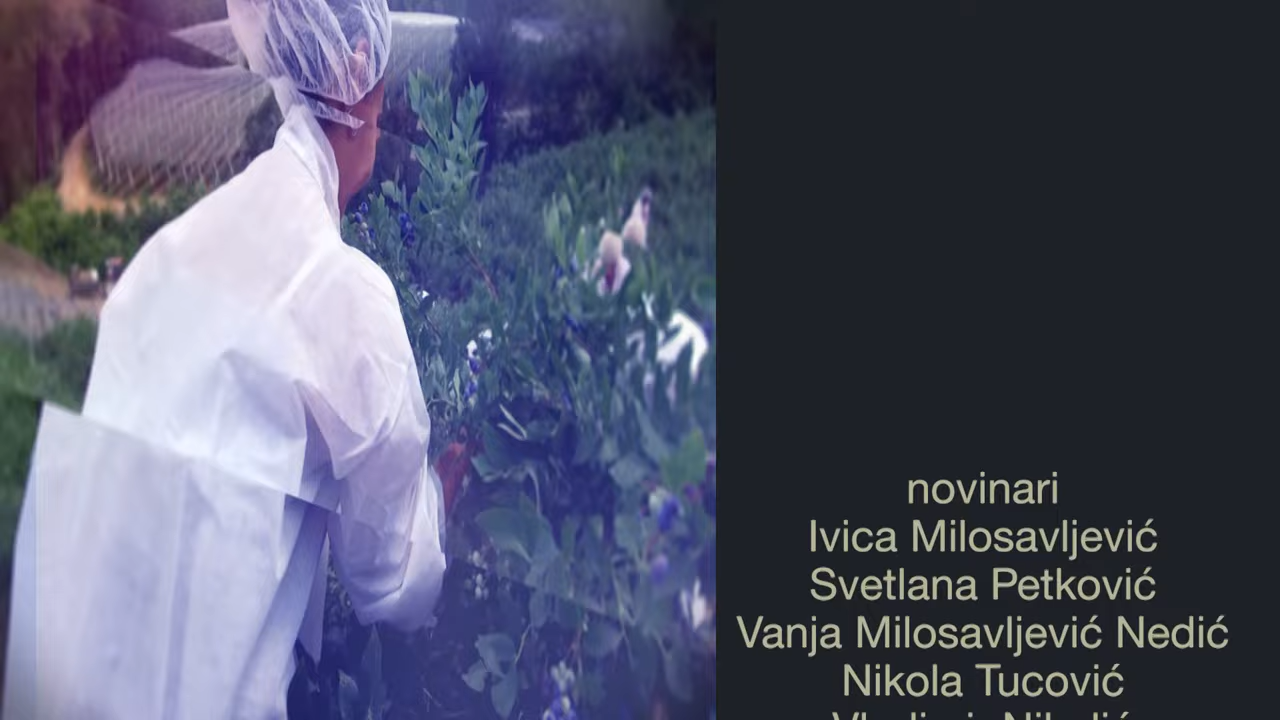 novinari
Ivica Milosavljević
Svetlana Petković
Vanja Milosavljević Nedić
Nikola Tucović